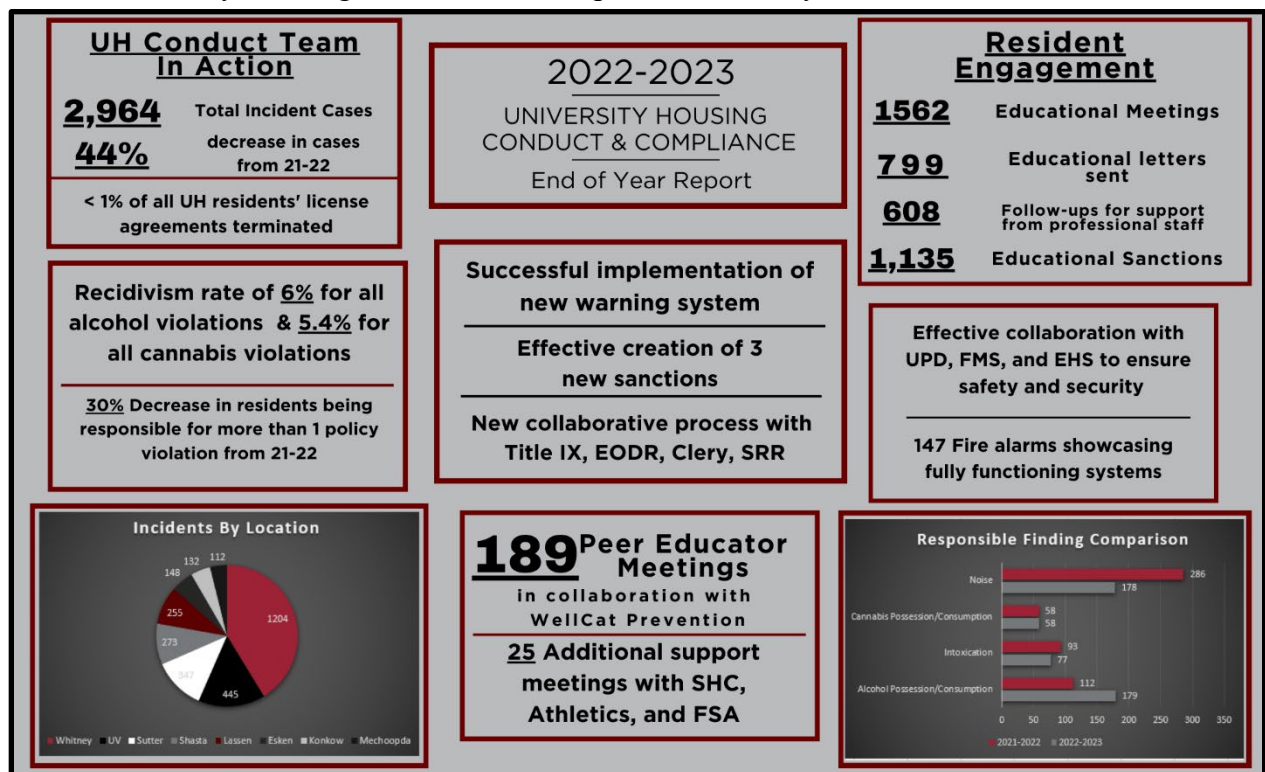 UH Conduct Team
In Action
2,964 Total Incident Cases
44% decrease in cases
from 21-22
< 1% of all UH residents' license
agreements terminated
2022-2023
UNIVERSITY HOUSING
CONDUCT & COMPLIANCE
End of Year Report
Resident
Engagement
1562 Educational Meetings
799 Educational letters
sent
608 Follow-ups for support
from professional staff
1,135 Educational Sanctions
Recidivism rate of 6% for all
alcohol violations & 5.4% for
all cannabis violations
30% Decrease in residents being
responsible for more than 1 policy
violation from 21-22
Successful implementation of
new warning system
Effective creation of 3
new sanctions
New collaborative process with
Title IX, EODR, Clery, SRR
Effective collaboration with
UPD, FMS, and EHS to ensure
safety and security
147 Fire alarms showcasing
fully functioning systems
Incidents By Location
112
132
148
255
273
347
445
1204
Whitney UV Sutter Shasta Lassen Esken Konkow Mechoopda
189 Peer Educator
Meetings
in collaboration with
WellCat Prevention
25 Additional support
meetings with SHC,
Athletics, and FSA
Responsible Finding Comparison
Noise 286
178
Cannabis Possession/Consumption 58
58
Intoxication 93
77
Alcohol Possession/Consumption 112
179
0 50 100 150 200 250 300 350
2021-2022 2022-2023